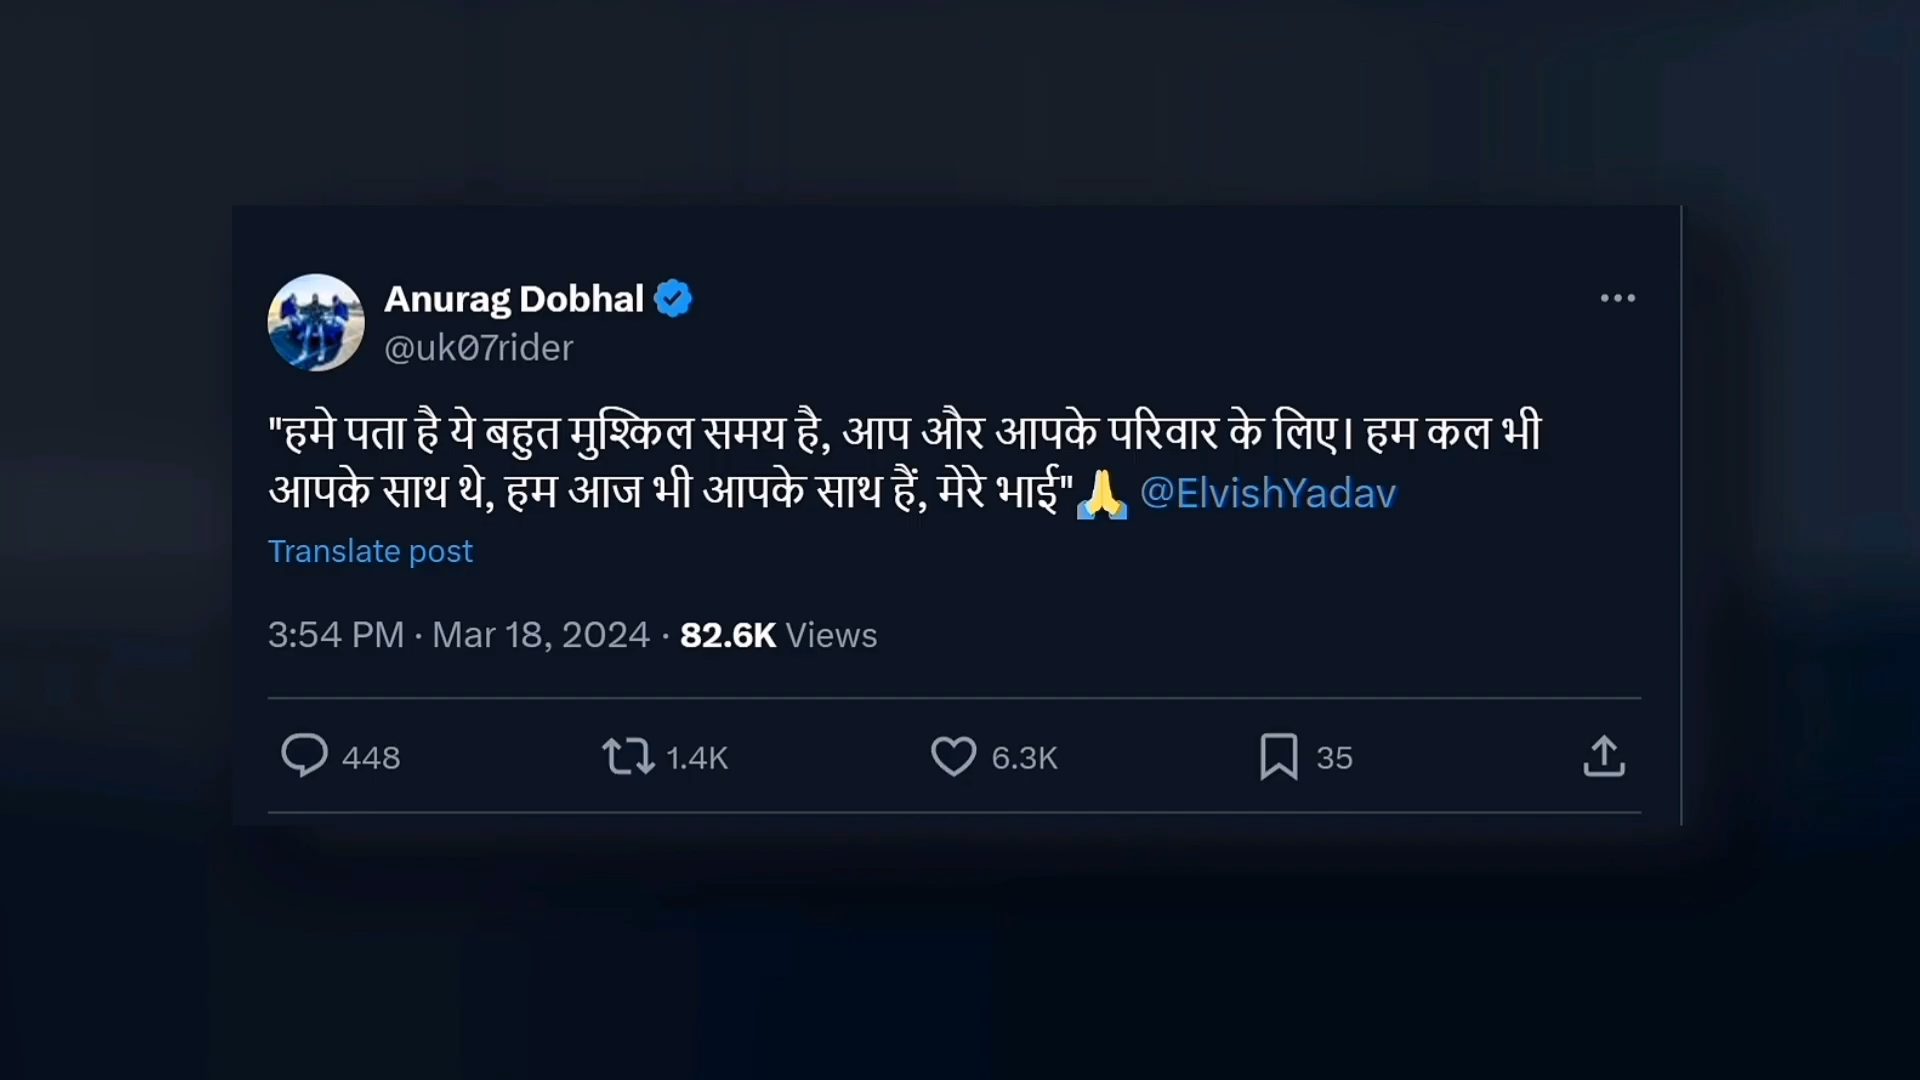 Anurag Dobhal
@uk07rider
"हमे पता है ये बहुत मुश्किल समय है, आप और आपके परिवार के लिए। हम कल भी
आपके साथ थे, हम आज भी आपके साथ हैं, मेरे भाई"🙏 @ElvishYadav
Translate post
3:54 PM · Mar 18, 2024 · 82.6K Views
448 1.4K 6.3K 35